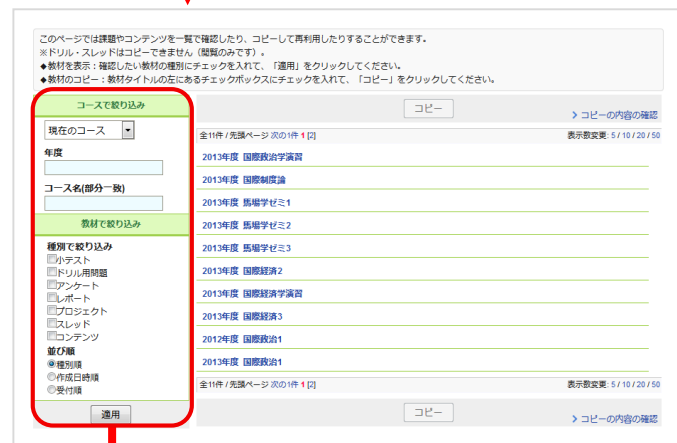 このページでは課題やコンテンツを一覧で確認したり、コピーして再利用したりすることができます。
※ドリル・スレッドはコピーできません（閲覧のみです）。
◆教材を表示：確認したい教材の種別にチェックを入れて、「適用」をクリックしてください。
◆教材のコピー：教材タイトルの左にあるチェックボックスにチェックを入れて、「コピー」をクリックしてください。
コースで絞り込み
現在のコース
年度
コース名(部分一致)
教材で絞り込み
種別で絞り込み
小テスト
ドリル用問題
アンケート
レポート
プロジェクト
スレッド
コンテンツ
並び順
種別順
作成日時順
受付順
適用
コピー
> コピーの内容の確認
全11件 / 先頭ページ 次の1件 1 [2]
表示数変更: 5 / 10 / 20 / 50
2013年度 国際政治学演習
2013年度 国際制度論
2013年度 馬場学ゼミ1
2013年度 馬場学ゼミ2
2013年度 馬場学ゼミ3
2013年度 国際経済2
2013年度 国際経済学演習
2013年度 国際経済3
2012年度 国際政治1
2013年度 国際政治1
全11件 / 先頭ページ 次の1件 1 [2]
表示数変更: 5 / 10 / 20 / 50
コピー
> コピーの内容の確認